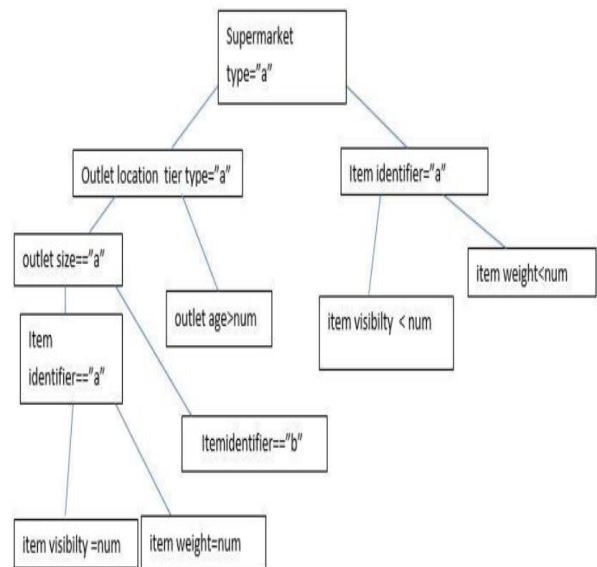 Supermarket
type="a"
Outlet location tier type="a"
Item identifier="a"
outlet size=="a"
item weight<num
outlet age>num
item visibilty < num
Item
identifier=="a"
Itemidentifier=="b"
item visibilty =num
item weight=num